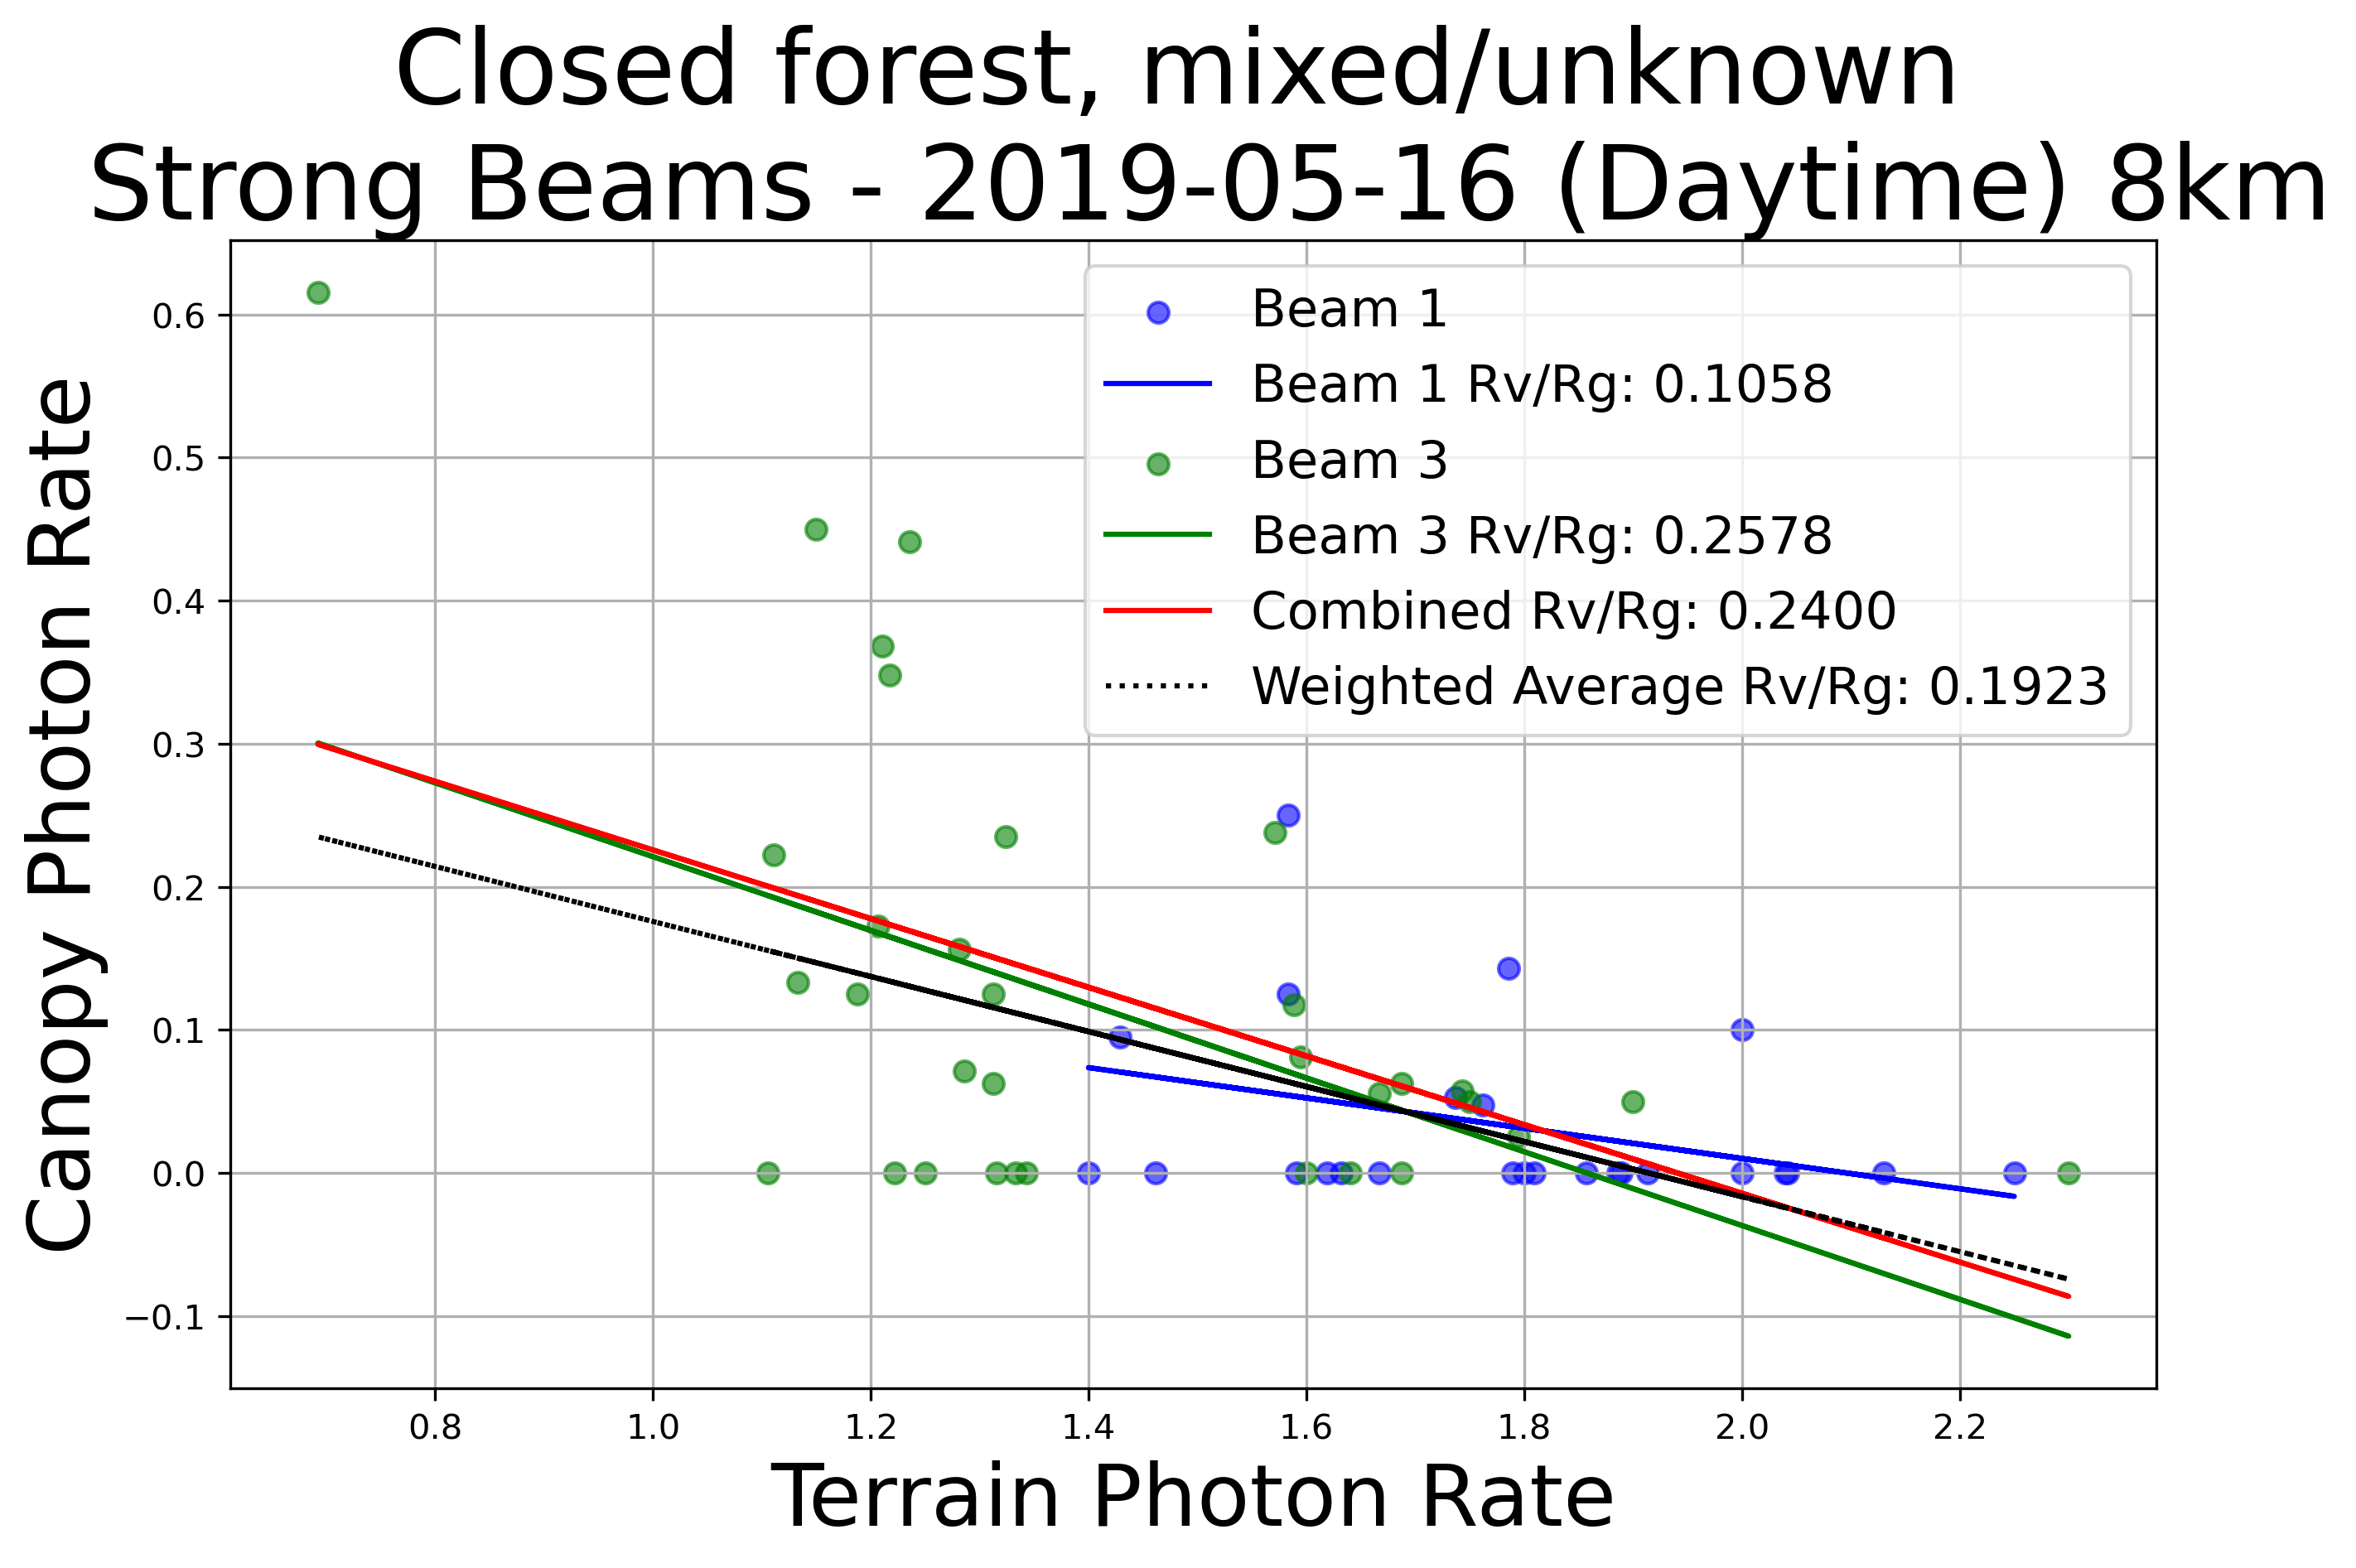 Closed forest, mixed/unknown
Strong Beams - 2019-05-16 (Daytime) 8km
Canopy Photon Rate
0.6
0.5
0.4
0.3
0.2
0.1
0.0
−0.1
Beam 1
Beam 1 Rv/Rg: 0.1058
Beam 3
Beam 3 Rv/Rg: 0.2578
Combined Rv/Rg: 0.2400
Weighted Average Rv/Rg: 0.1923
0.8 1.0 1.2 1.4 1.6 1.8 2.0 2.2
Terrain Photon Rate